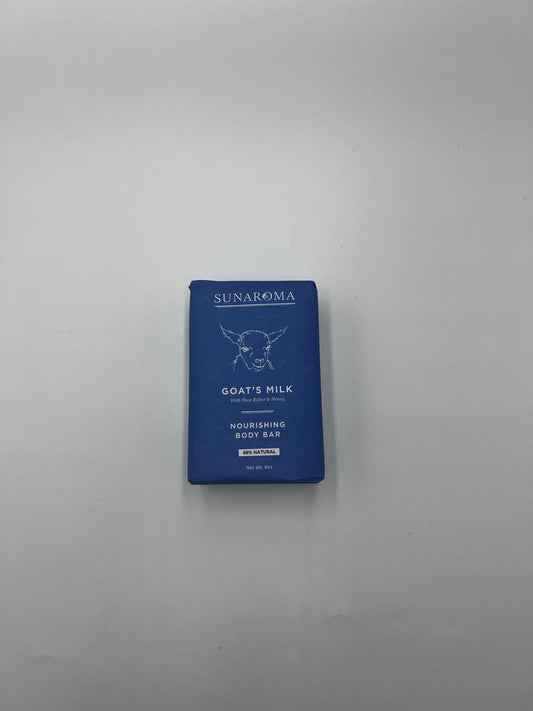 SUNAROMA
GOAT'S MILK
With Shea Butter & Honey
NOURISHING
BODY BAR
98% NATURAL
Net Wt. 8oz